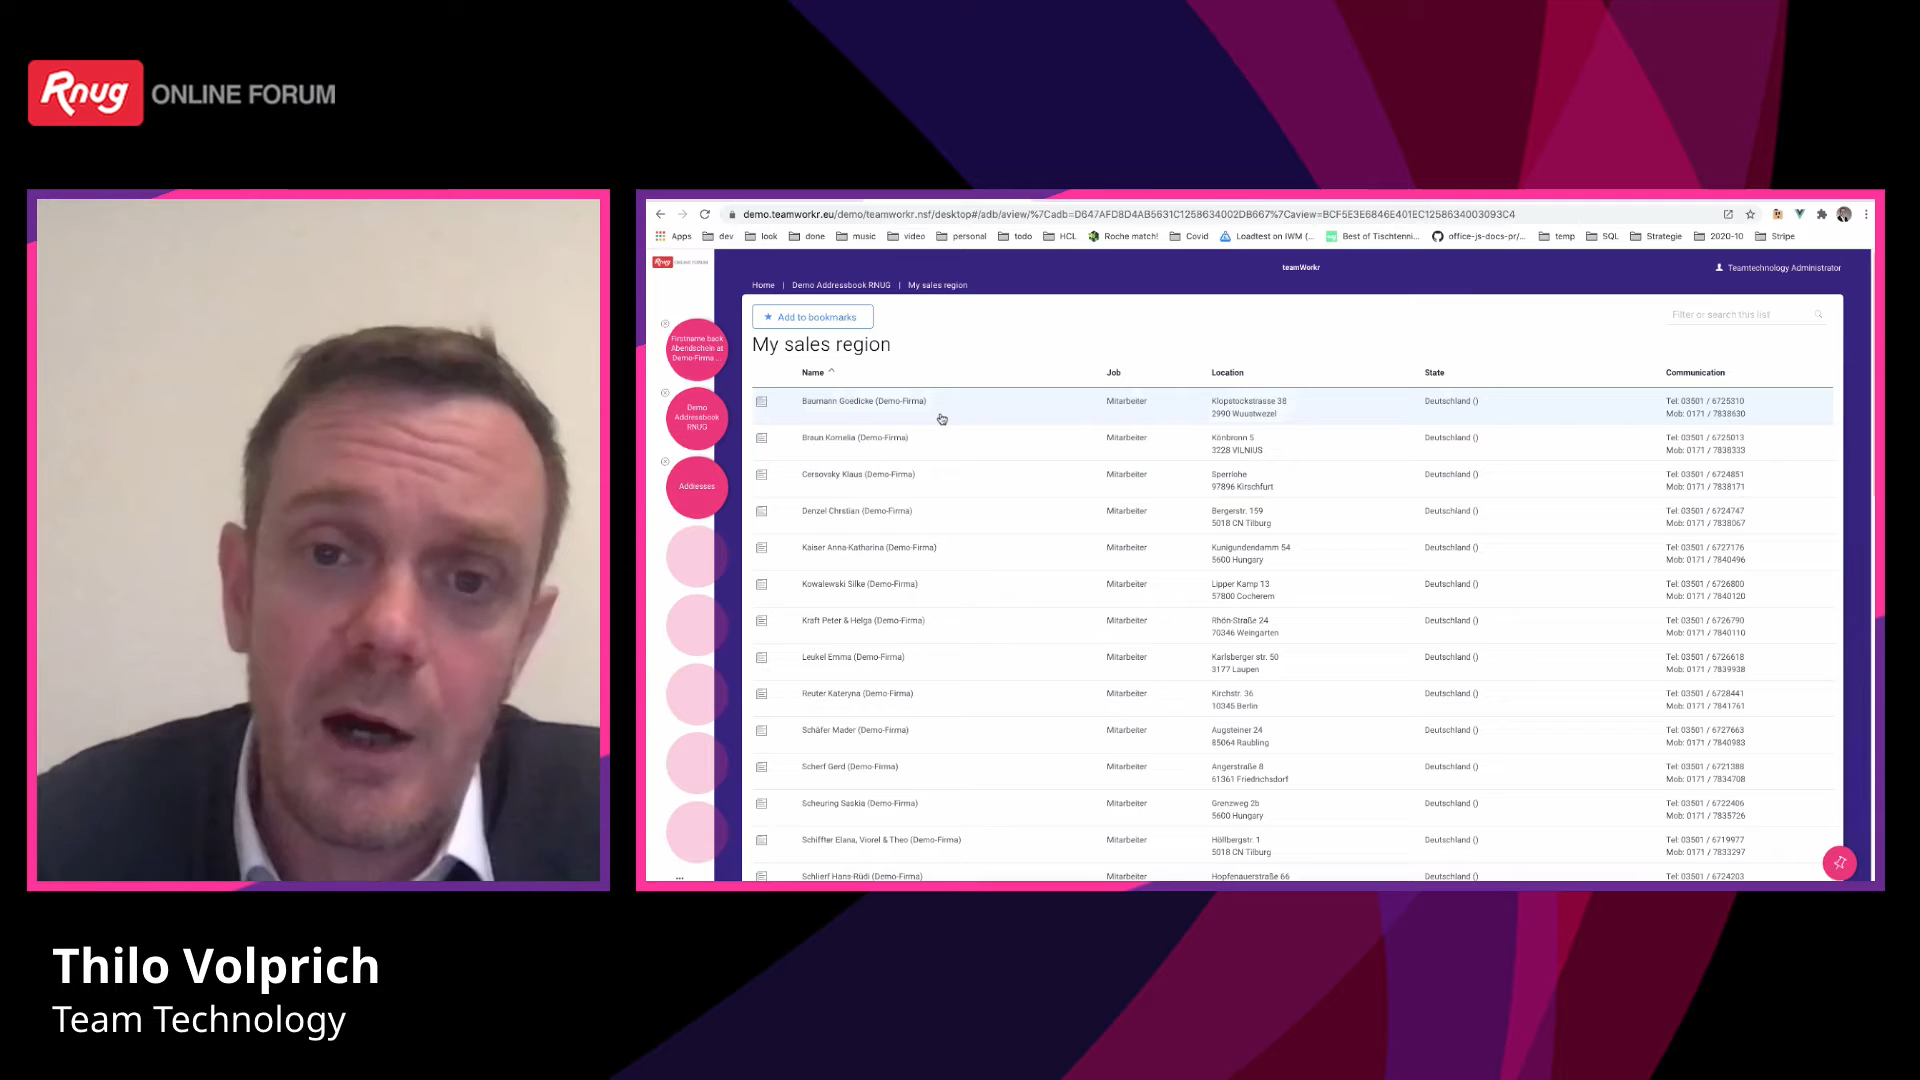 Rnug ONLINE FORUM
demo.teamworkr.eu/demo/teamworkr.nsf/desktop#/adb/aview/%7Cadb=D647AFD8D4AB5631C1258634002DB667%7Caview=BCF5E3E6846E401EC1258634003093C4
Apps dev look done music video personal todo HCL Roche match! Covid Loadtest on IWM (... Best of Tischtenni... office-js-docs-pr/... temp SQL Strategie 2020-10 Stripe
Rnug ONLINE FORUM
teamWorkr
Teamtechnology Administrator
Home | Demo Addressbook RNUG | My sales region
Add to bookmarks
Filter or search this list
Firstname back
Abendschein at
Demo-Firma ...
Demo
Addressbook
RNUG
Addresses
...
My sales region
Name Job Location State Communication
Baumann Goedicke (Demo-Firma) Mitarbeiter Klopstockstrasse 38 Deutschland () Tel: 03501 / 6725310
2990 Wuustwezel Mob: 0171 / 7838630
Braun Kornelia (Demo-Firma) Mitarbeiter Könbronn 5 Deutschland () Tel: 03501 / 6725013
3228 VILNIUS Mob: 0171 / 7838333
Cersovsky Klaus (Demo-Firma) Mitarbeiter Sperrlohe Deutschland () Tel: 03501 / 6724851
97896 Kirschfurt Mob: 0171 / 7838171
Denzel Chrstian (Demo-Firma) Mitarbeiter Bergerstr. 159 Deutschland () Tel: 03501 / 6724747
5018 CN Tilburg Mob: 0171 / 7838067
Kaiser Anna-Katharina (Demo-Firma) Mitarbeiter Kunigundendamm 54 Deutschland () Tel: 03501 / 6727176
5600 Hungary Mob: 0171 / 7840496
Kowalewski Silke (Demo-Firma) Mitarbeiter Lipper Kamp 13 Deutschland () Tel: 03501 / 6726800
57800 Cocherem Mob: 0171 / 7840120
Kraft Peter & Helga (Demo-Firma) Mitarbeiter Rhön-Straße 24 Deutschland () Tel: 03501 / 6726790
70346 Weingarten Mob: 0171 / 7840110
Leukel Emma (Demo-Firma) Mitarbeiter Karlsberger str. 50 Deutschland () Tel: 03501 / 6726618
3177 Laupen Mob: 0171 / 7839938
Reuter Kateryna (Demo-Firma) Mitarbeiter Kirchstr. 36 Deutschland () Tel: 03501 / 6728441
10345 Berlin Mob: 0171 / 7841761
Schäfer Mader (Demo-Firma) Mitarbeiter Augsteiner 24 Deutschland () Tel: 03501 / 6727663
85064 Raubling Mob: 0171 / 7840983
Scherf Gerd (Demo-Firma) Mitarbeiter Angerstraße 8 Deutschland () Tel: 03501 / 6721388
61361 Friedrichsdorf Mob: 0171 / 7834708
Scheuring Saskia (Demo-Firma) Mitarbeiter Grenzweg 2b Deutschland () Tel: 03501 / 6722406
5600 Hungary Mob: 0171 / 7835726
Schiffter Elana, Viorel & Theo (Demo-Firma) Mitarbeiter Höllbergstr. 1 Deutschland () Tel: 03501 / 6719977
5018 CN Tilburg Mob: 0171 / 7833297
Schlierf Hans-Rüdi (Demo-Firma) Mitarbeiter Hopfenauerstraße 66 Deutschland () Tel: 03501 / 6724203
Thilo Volprich
Team Technology